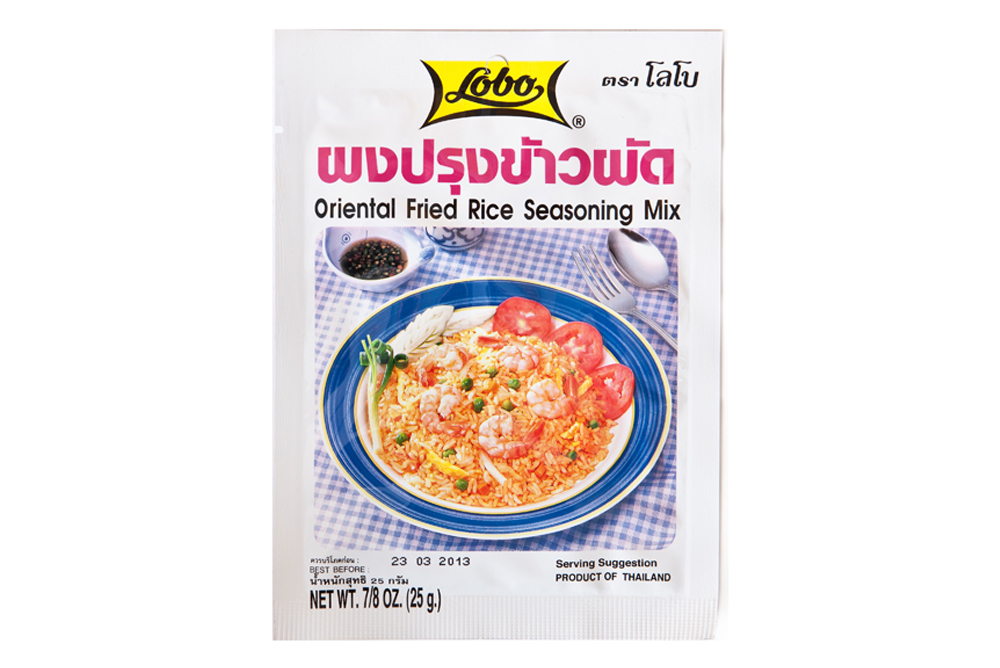 Lobo
®
ตรา โลโบ
ผงปรุงข้าวผัด
Oriental Fried Rice Seasoning Mix
ควรบริโภคก่อน : 23 03 2013
BEST BEFORE :
น้ำหนักสุทธิ 25 กรัม
NET WT. 7/8 OZ. (25 g.)
Serving Suggestion
PRODUCT OF THAILAND